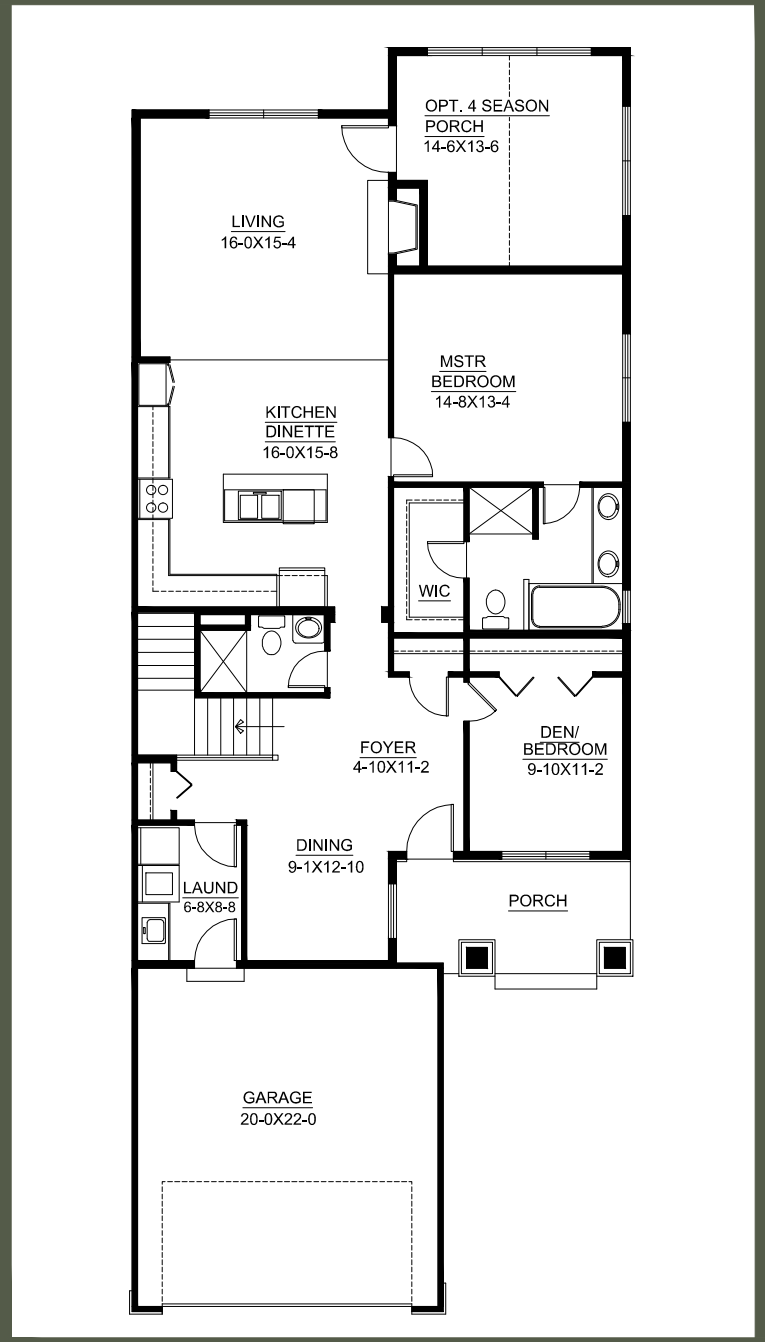 OPT. 4 SEASON
PORCH
14-6X13-6
LIVING
16-0X15-4
MSTR
BEDROOM
14-8X13-4
KITCHEN
DINETTE
16-0X15-8
WIC
FOYER
4-10X11-2
DEN/
BEDROOM
9-10X11-2
DINING
9-1X12-10
LAUND
6-8X8-8
PORCH
GARAGE
20-0X22-0